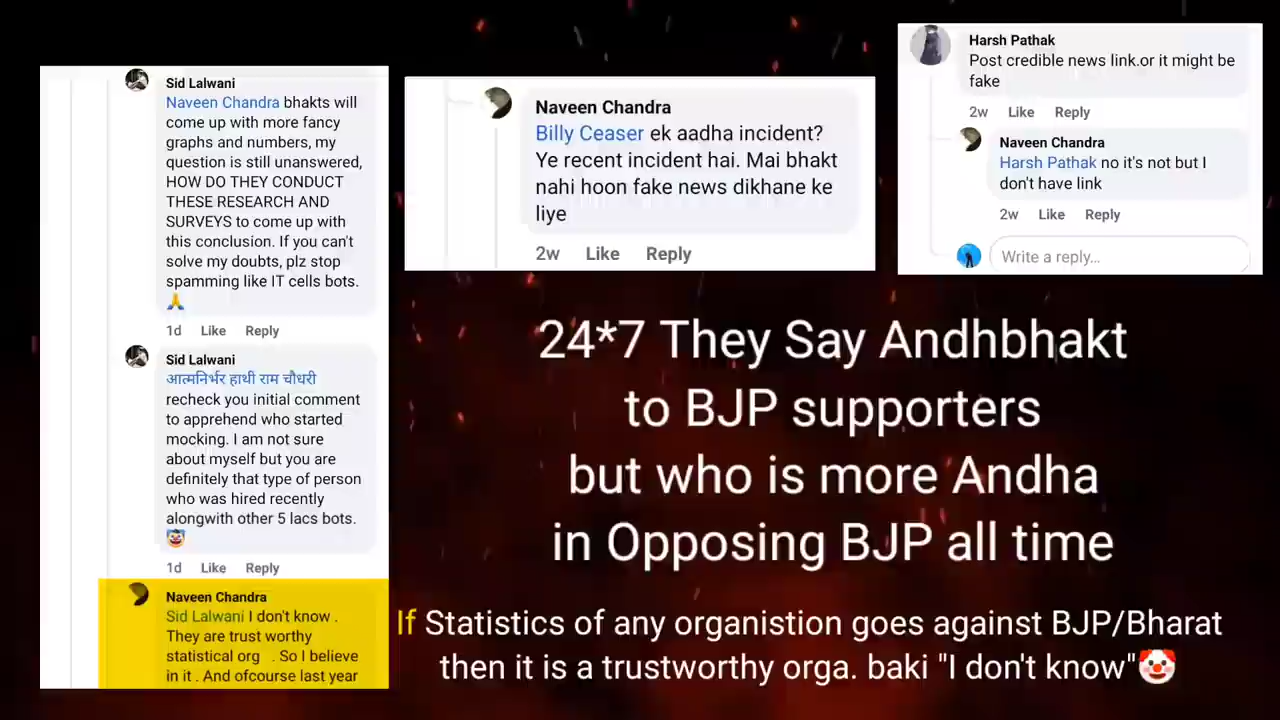 Sid Lalwani
Naveen Chandra bhakts will
come up with more fancy
graphs and numbers, my
question is still unanswered,
HOW DO THEY CONDUCT
THESE RESEARCH AND
SURVEYS to come up with
this conclusion. If you can't
solve my doubts, plz stop
spamming like IT cells bots.
🙏
1d Like Reply
Sid Lalwani
आत्मनिर्भर हाथी राम चौधरी
recheck you initial comment
to apprehend who started
mocking. I am not sure
about myself but you are
definitely that type of person
who was hired recently
alongwith other 5 lacs bots.
🤡
1d Like Reply
Naveen Chandra
Sid Lalwani I don't know .
They are trust worthy
statistical org . So I believe
in it . And ofcourse last year
Naveen Chandra
Billy Ceaser ek aadha incident?
Ye recent incident hai. Mai bhakt
nahi hoon fake news dikhane ke
liye
2w Like Reply
Harsh Pathak
Post credible news link.or it might be
fake
2w Like Reply
Naveen Chandra
Harsh Pathak no it's not but I
don't have link
2w Like Reply
Write a reply...
24*7 They Say Andhbhakt
to BJP supporters
but who is more Andha
in Opposing BJP all time
If Statistics of any organistion goes against BJP/Bharat
then it is a trustworthy orga. baki "I don't know"🤡